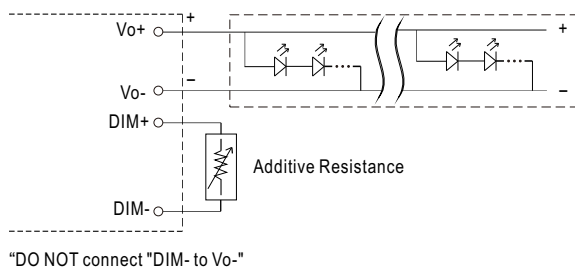 Vo+
+
+
−
Vo-
−
DIM+
Additive Resistance
DIM-
“DO NOT connect "DIM- to Vo-"